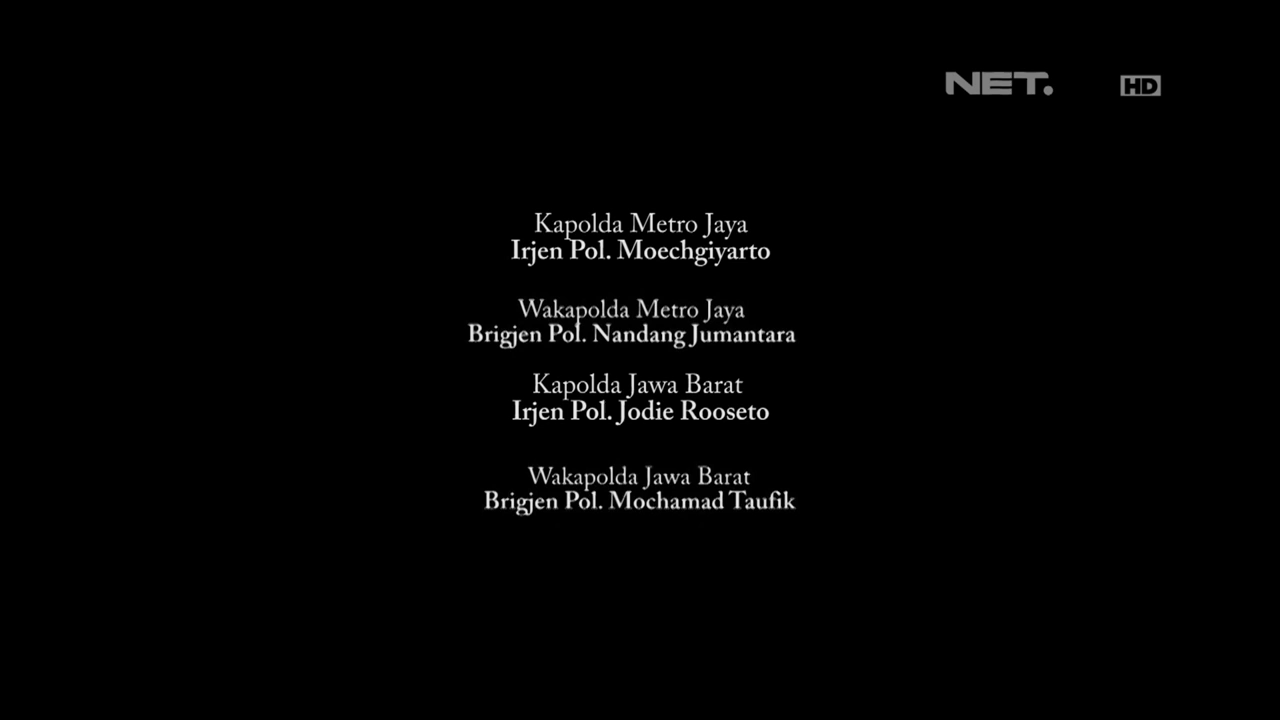 NET.
HD
Kapolda Metro Jaya
Irjen Pol. Moechgiyarto
Wakapolda Metro Jaya
Brigjen Pol. Nandang Jumantara
Kapolda Jawa Barat
Irjen Pol. Jodie Rooseto
Wakapolda Jawa Barat
Brigjen Pol. Mochamad Taufik